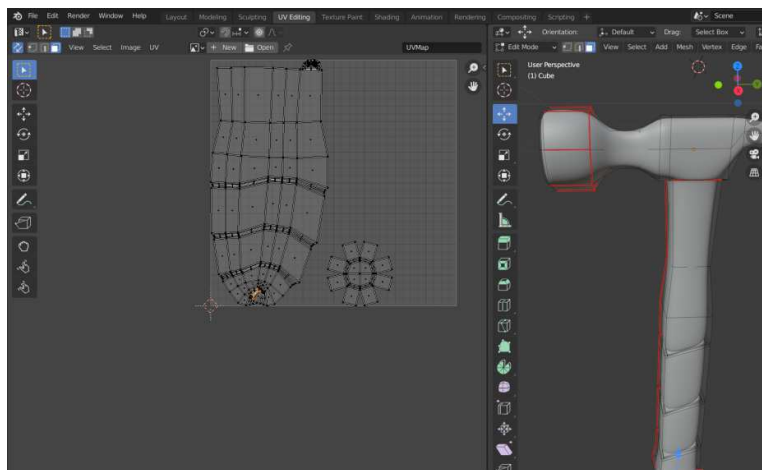 File Edit Render Window Help Layout Modeling Sculpting UV Editing Texture Paint Shading Animation Rendering Compositing Scripting + Scene
Orientation: Default Drag: Select Box
View Select Image UV + New Open UVMap Edit Mode View Select Add Mesh Vertex Edge Fa
User Perspective
(1) Cube